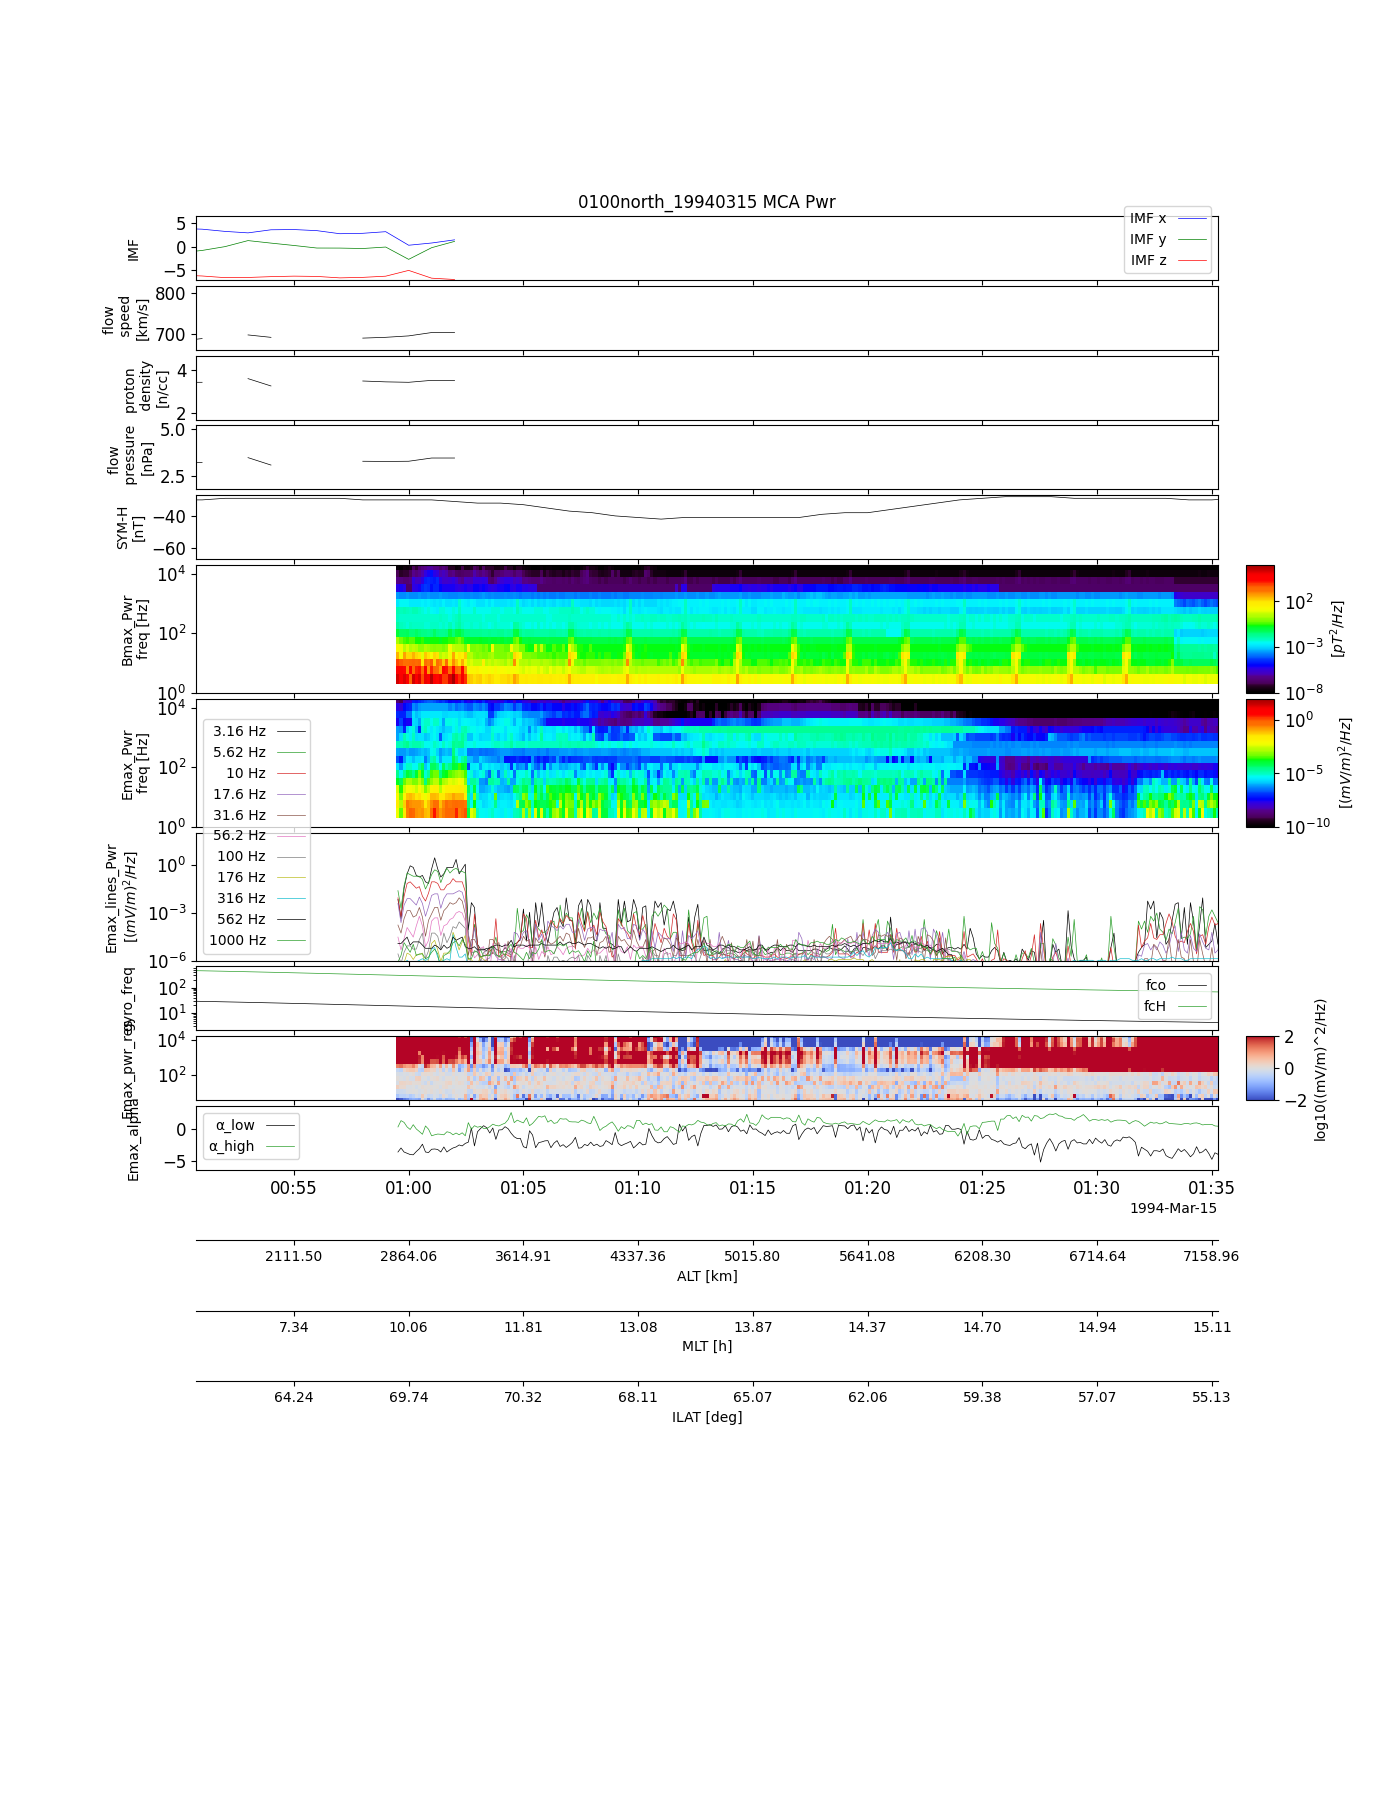 0100north_19940315 MCA Pwr
IMF
5
0
−5
IMF x
IMF y
IMF z
flow
speed
[km/s]
800
700
proton
density
[n/cc]
4
2
flow
pressure
[nPa]
5.0
2.5
SYM-H
[nT]
−40
−60
Bmax_Pwr
freq [Hz]
10^4
10^2
10^0
10^2
10^−3
10^−8
[pT^2/Hz]
Emax_Pwr
freq [Hz]
10^4
10^2
10^0
10^0
10^−5
10^−10
[(mV/m)^2/Hz]
3.16 Hz
5.62 Hz
10 Hz
17.6 Hz
31.6 Hz
56.2 Hz
100 Hz
176 Hz
316 Hz
562 Hz
1000 Hz
Emax_lines_Pwr
[(mV/m)^2/Hz]
10^0
10^−3
10^−6
gyro_freq
10^2
10^1
fco
fcH
Emax_pwr_reg
10^4
10^2
2
0
−2
log10((mV/m)^2/Hz)
Emax_alpha
0
−5
α_low
α_high
00:55 01:00 01:05 01:10 01:15 01:20 01:25 01:30 01:35
1994-Mar-15
2111.50 2864.06 3614.91 4337.36 5015.80 5641.08 6208.30 6714.64 7158.96
ALT [km]
7.34 10.06 11.81 13.08 13.87 14.37 14.70 14.94 15.11
MLT [h]
64.24 69.74 70.32 68.11 65.07 62.06 59.38 57.07 55.13
ILAT [deg]